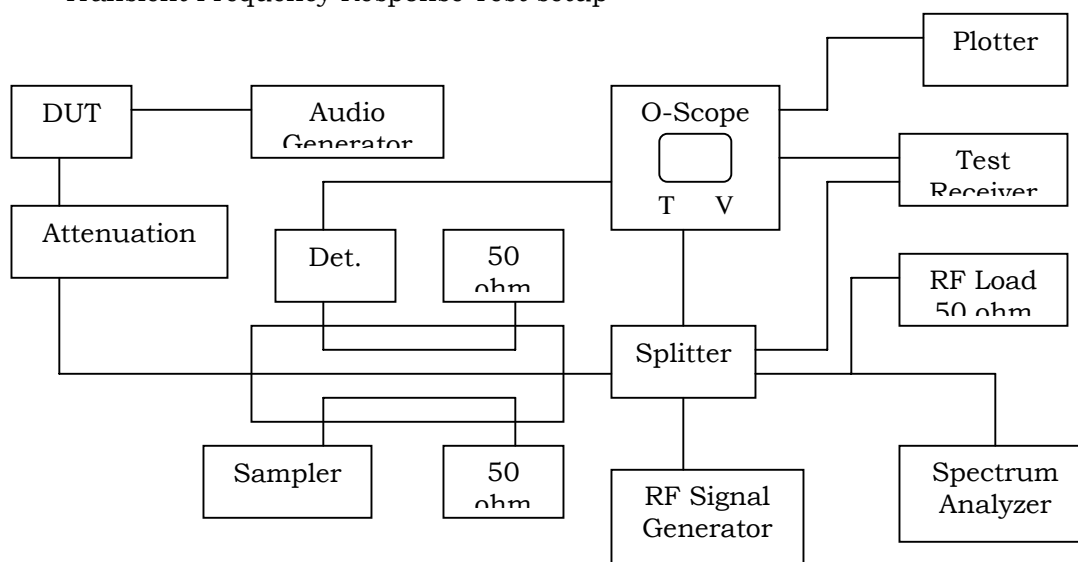 Transient Frequency Response Test setup
Plotter
DUT
Audio
Generator
O-Scope
T V
Test
Receiver
Attenuation
Det.
50
ohm
RF Load
50 ohm
Splitter
Sampler
50
ohm
RF Signal
Generator
Spectrum
Analyzer